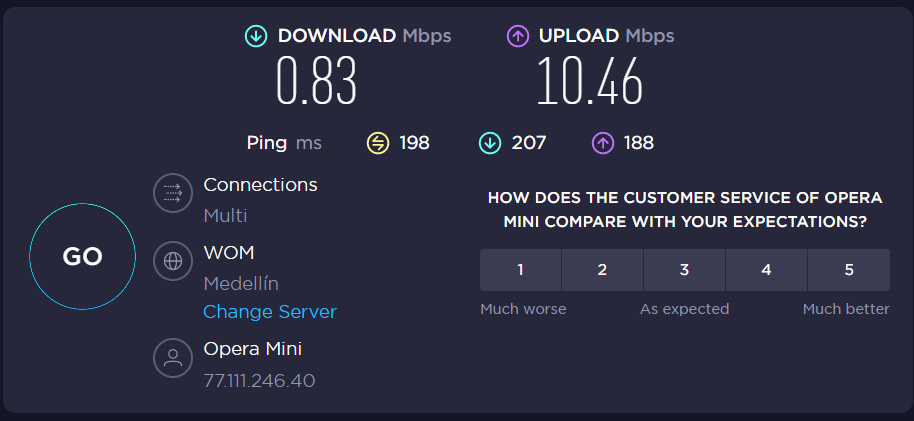 DOWNLOAD Mbps
UPLOAD Mbps
0.83
10.46
Ping ms
198
207
188
Connections
Multi
WOM
Medellín
Change Server
Opera Mini
77.111.246.40
GO
HOW DOES THE CUSTOMER SERVICE OF OPERA
MINI COMPARE WITH YOUR EXPECTATIONS?
1 2 3 4 5
Much worse As expected Much better